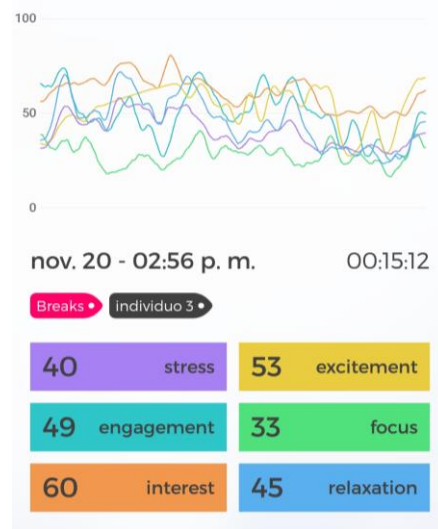 100
50
0
nov. 20 - 02:56 p. m. 00:15:12
Breaks individuo 3
40 stress 53 excitement
49 engagement 33 focus
60 interest 45 relaxation